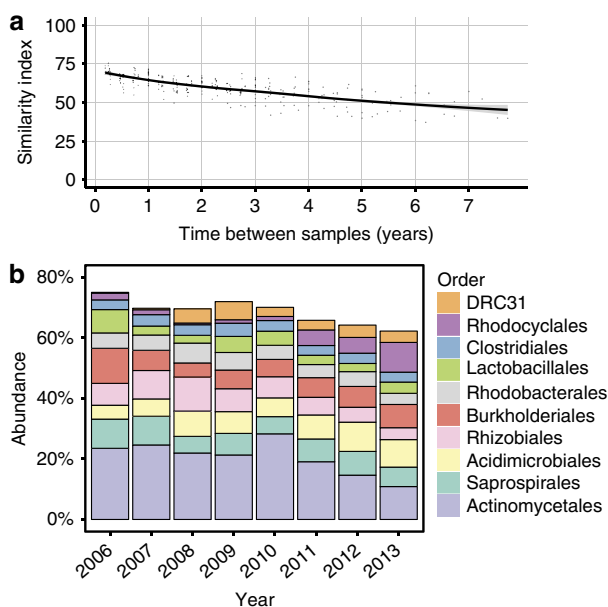 a
100
75
50
25
0
Similarity index
0 1 2 3 4 5 6 7
Time between samples (years)
b
80%
60%
40%
20%
0%
Abundance
2006 2007 2008 2009 2010 2011 2012 2013
Year
Order
DRC31
Rhodocyclales
Clostridiales
Lactobacillales
Rhodobacterales
Burkholderiales
Rhizobiales
Acidimicrobiales
Saprospirales
Actinomycetales